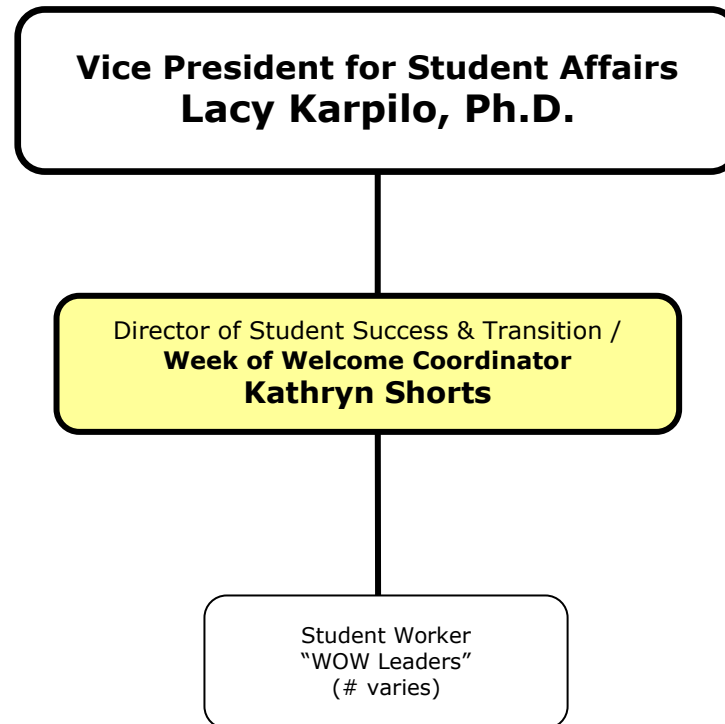 Vice President for Student Affairs
Lacy Karpilo, Ph.D.
Director of Student Success & Transition /
Week of Welcome Coordinator
Kathryn Shorts
Student Worker
“WOW Leaders”
(# varies)